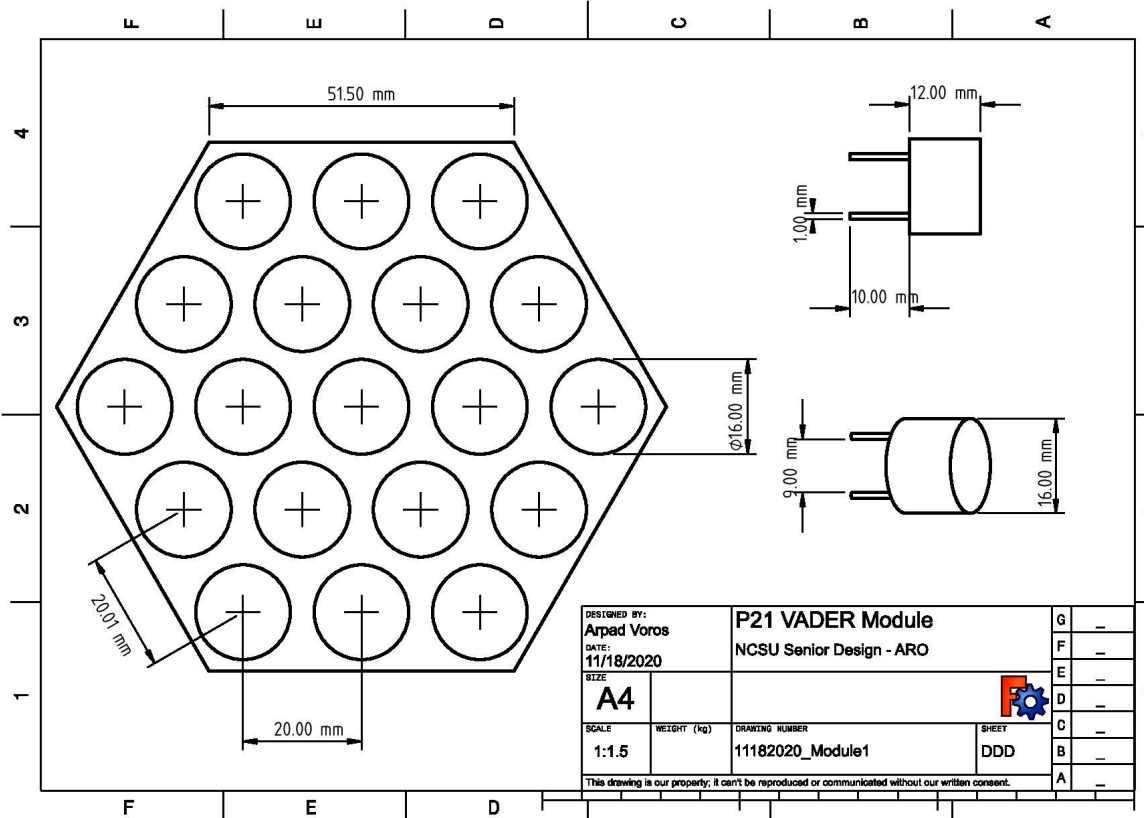 F E D C B A
51.50 mm
12.00 mm
4
1.00 mm
10.00 mm
3
⌀16.00 mm
9.00 mm
16.00 mm
2
20.01 mm
20.00 mm
1
DESIGNED BY:
Arpad Voros
DATE:
11/18/2020
P21 VADER Module
NCSU Senior Design - ARO
SIZE
A4
SCALE
1:1.5
WEIGHT (kg)
DRAWING NUMBER
11182020_Module1
SHEET
DDD
G _
F _
E _
D _
C _
B _
A _
This drawing is our property; it can't be reproduced or communicated without our written consent.
F E D